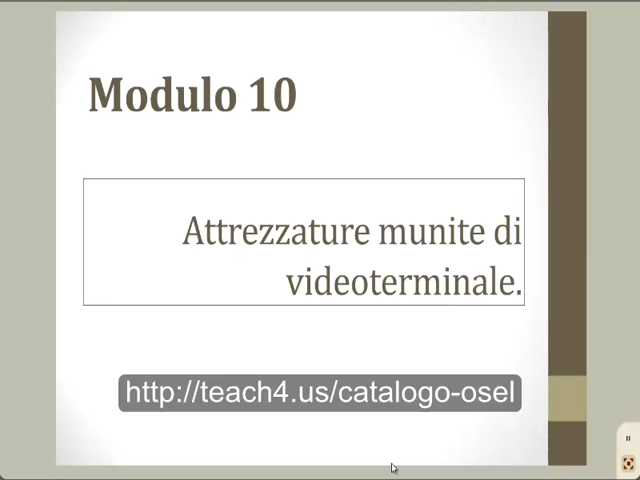 Modulo 10
Attrezzature munite di
videoterminale.
http://teach4.us/catalogo-osel